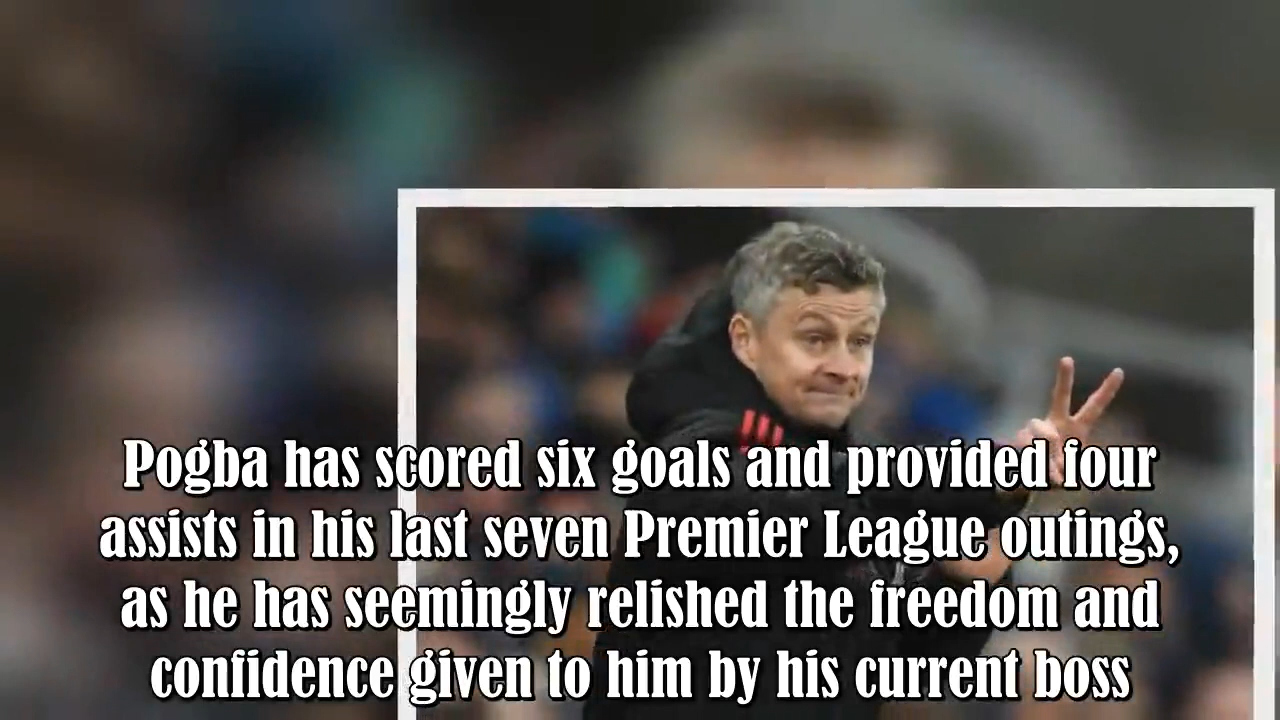 Pogba has scored six goals and provided four
assists in his last seven Premier League outings,
as he has seemingly relished the freedom and
confidence given to him by his current boss